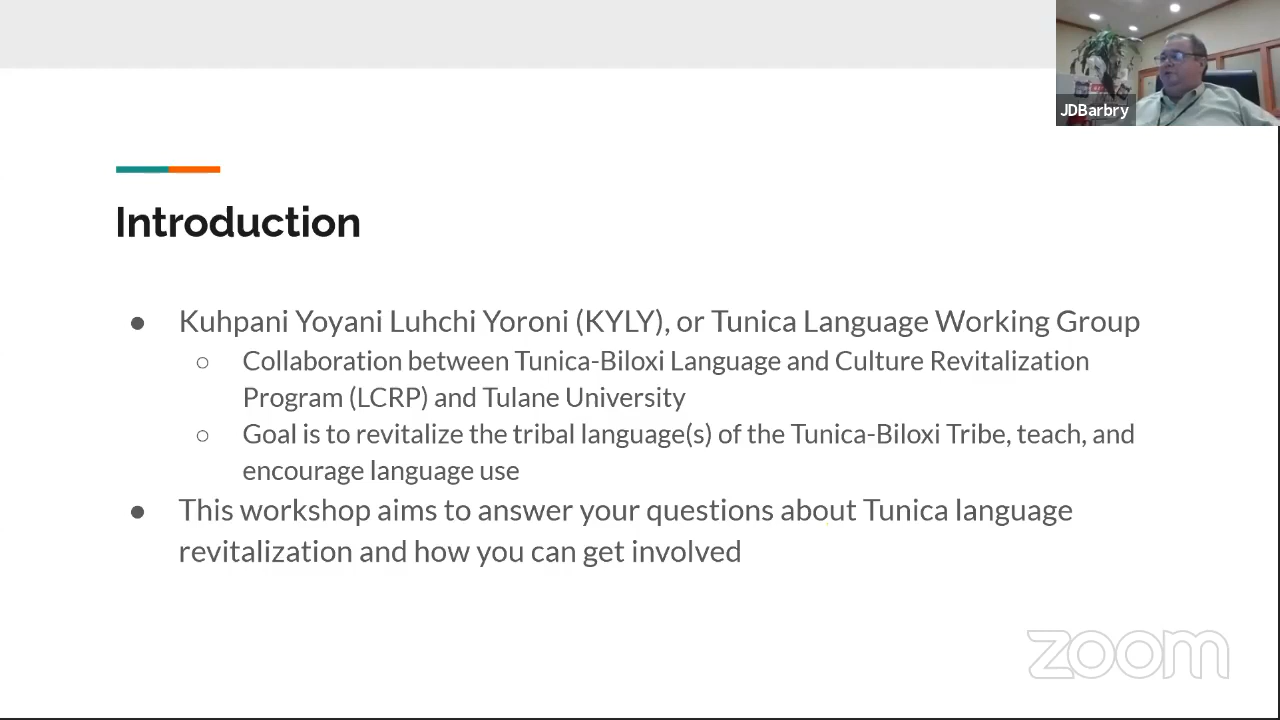 JDBarbry
Introduction
● Kuhpani Yoyani Luhchi Yoroni (KYLY), or Tunica Language Working Group
○ Collaboration between Tunica-Biloxi Language and Culture Revitalization
Program (LCRP) and Tulane University
○ Goal is to revitalize the tribal language(s) of the Tunica-Biloxi Tribe, teach, and
encourage language use
● This workshop aims to answer your questions about Tunica language
revitalization and how you can get involved
zoom